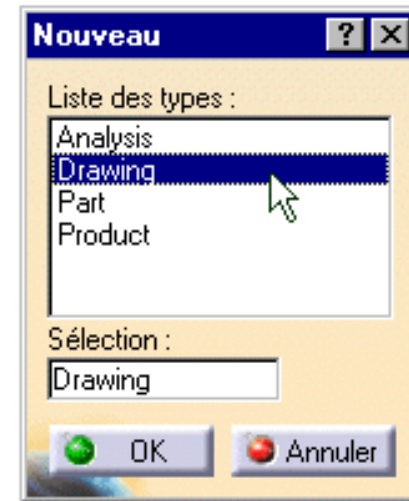 Nouveau
Liste des types :
Analysis
Drawing
Part
Product
Sélection :
Drawing
OK
Annuler